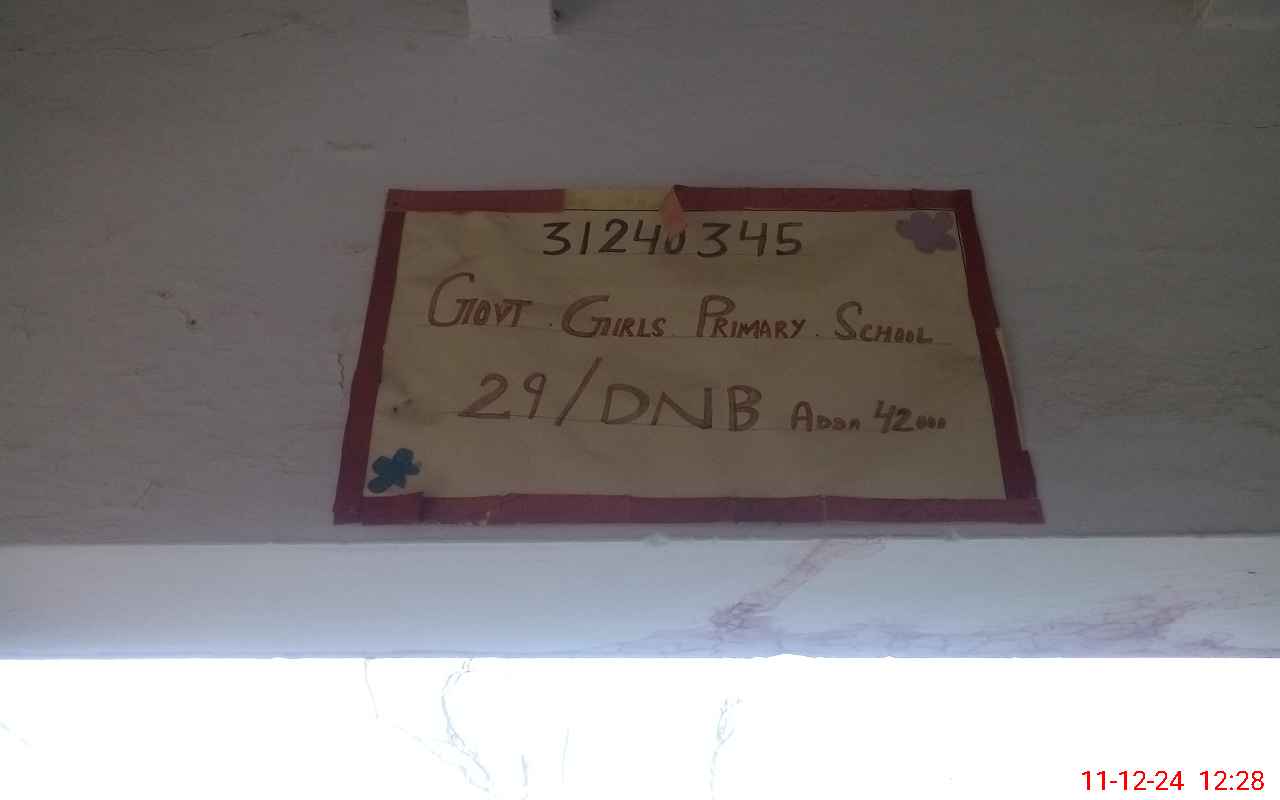 31240345
GOVT. GIRLS PRIMARY. SCHOOL
29/DNB ADDA 42000
11-12-24 12:28